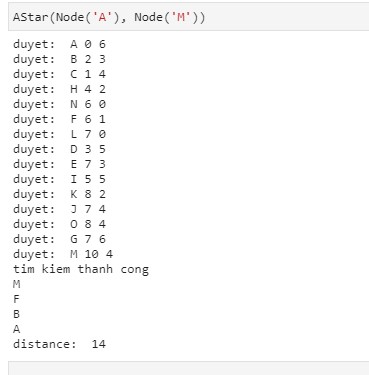 AStar(Node('A'), Node('M'))
duyet:  A 0 6
duyet:  B 2 3
duyet:  C 1 4
duyet:  H 4 2
duyet:  N 6 0
duyet:  F 6 1
duyet:  L 7 0
duyet:  D 3 5
duyet:  E 7 3
duyet:  I 5 5
duyet:  K 8 2
duyet:  J 7 4
duyet:  O 8 4
duyet:  G 7 6
duyet:  M 10 4
tim kiem thanh cong
M
F
B
A
distance:  14